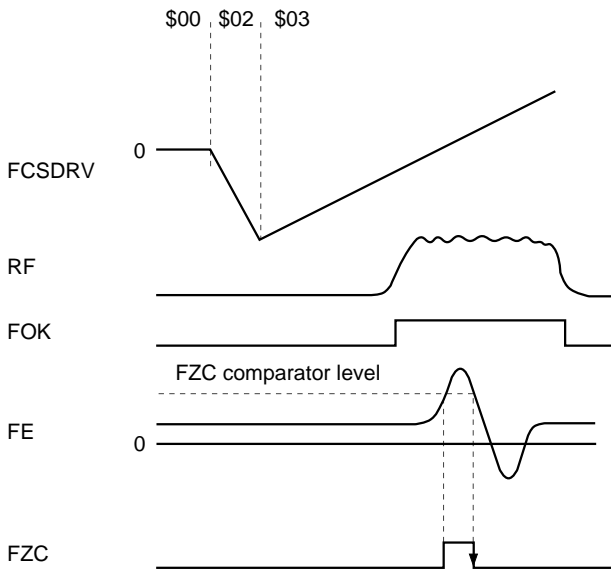 $00 $02 $03
0
FCSDRV
RF
FOK
FZC comparator level
FE
0
FZC